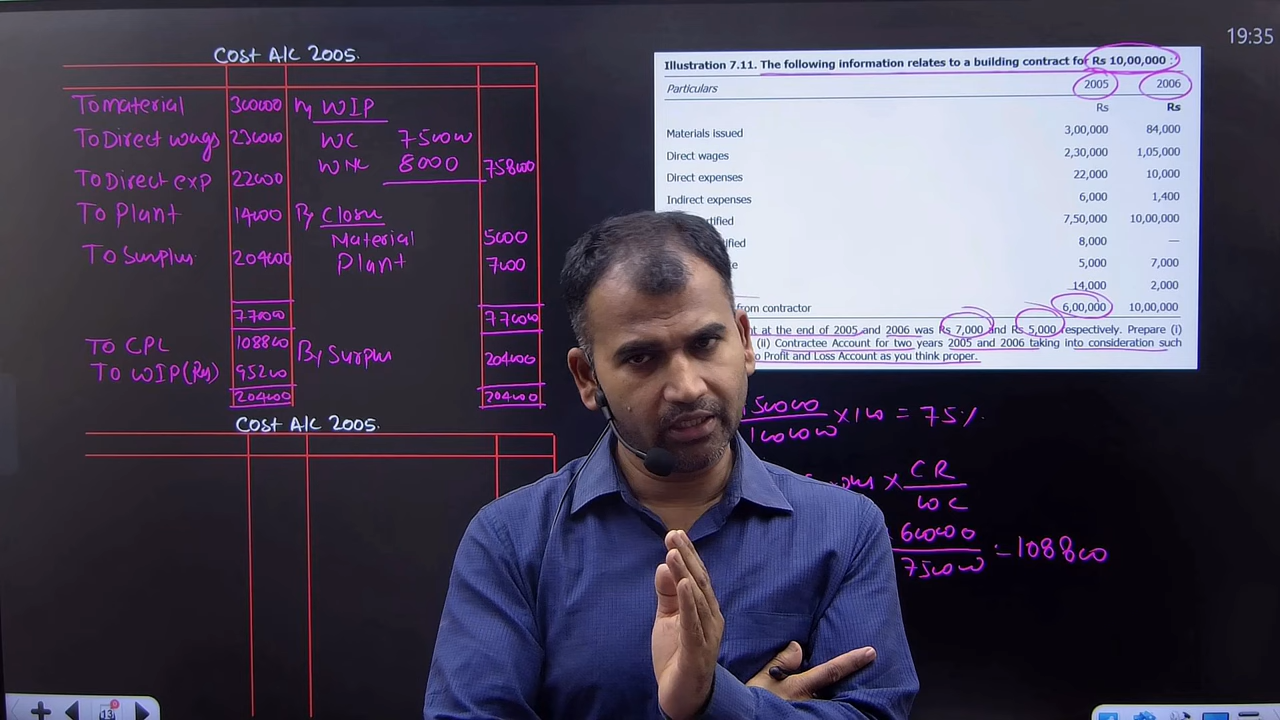 19:35
Cost A/c 2005.
To material 300000 By WIP
To Direct wages 230000 WC 750000
WNC 8000 758000
To Direct exp 22000
To Plant 14000 By Close
Material 5000
To Surplus 204000 Plant 7000
770000 770000
To CPL 108800 By Surplus 204000
To WIP (Res) 95200
204000 204000
Cost A/c 2005.
Illustration 7.11. The following information relates to a building contract for Rs 10,00,000 :
Particulars 2005 2006
Rs Rs
Materials issued 3,00,000 84,000
Direct wages 2,30,000 1,05,000
Direct expenses 22,000 10,000
Indirect expenses 6,000 1,400
tified 7,50,000 10,00,000
ified 8,000 —
e 5,000 7,000
14,000 2,000
from contractor 6,00,000 10,00,000
nt at the end of 2005 and 2006 was Rs 7,000 and Rs 5,000 respectively. Prepare (i)
(ii) Contractee Account for two years 2005 and 2006 taking into consideration such
o Profit and Loss Account as you think proper.
750000
1000000 × 100 = 75%.
× CR
WC
600000
750000 = 108800
13